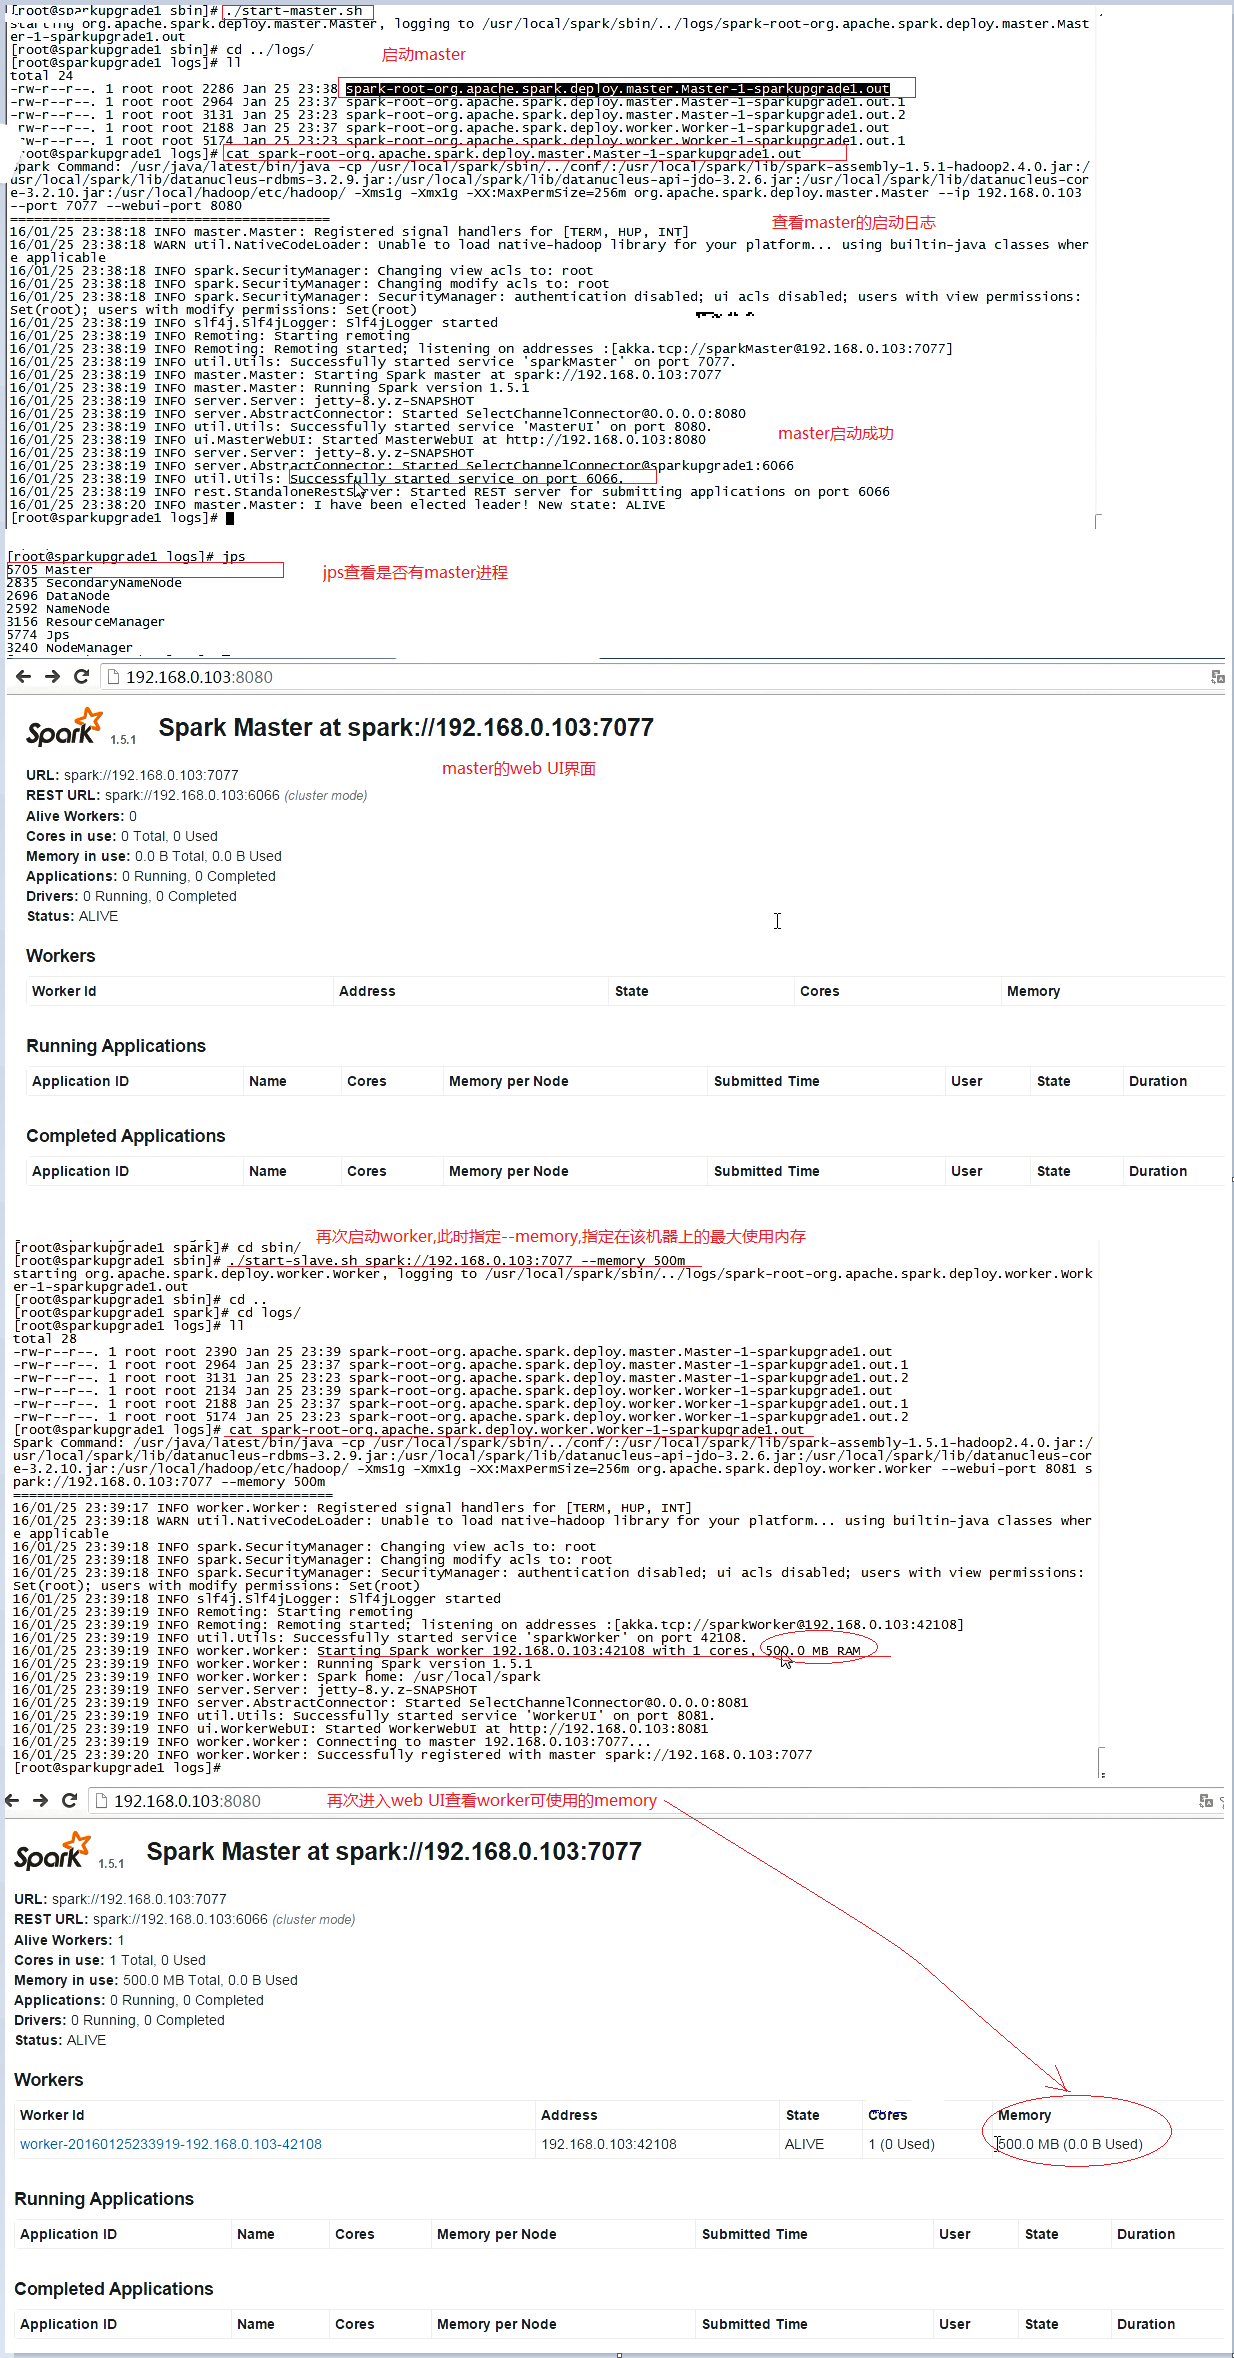 [root@sparkupgrade1 sbin]# ./start-master.sh
starting org.apache.spark.deploy.master.Master, logging to /usr/local/spark/sbin/../logs/spark-root-org.apache.spark.deploy.master.Mast
er-1-sparkupgrade1.out
[root@sparkupgrade1 sbin]# cd ../logs/
启动master
[root@sparkupgrade1 logs]# ll
total 24
-rw-r--r--. 1 root root 2286 Jan 25 23:38 spark-root-org.apache.spark.deploy.master.Master-1-sparkupgrade1.out
-rw-r--r--. 1 root root 2964 Jan 25 23:37 spark-root-org.apache.spark.deploy.master.Master-1-sparkupgrade1.out.1
-rw-r--r--. 1 root root 3131 Jan 25 23:23 spark-root-org.apache.spark.deploy.master.Master-1-sparkupgrade1.out.2
-rw-r--r--. 1 root root 2188 Jan 25 23:37 spark-root-org.apache.spark.deploy.worker.Worker-1-sparkupgrade1.out
-rw-r--r--. 1 root root 5174 Jan 25 23:23 spark-root-org.apache.spark.deploy.worker.Worker-1-sparkupgrade1.out.1
[root@sparkupgrade1 logs]# cat spark-root-org.apache.spark.deploy.master.Master-1-sparkupgrade1.out
Spark Command: /usr/java/latest/bin/java -cp /usr/local/spark/sbin/../conf/:/usr/local/spark/lib/spark-assembly-1.5.1-hadoop2.4.0.jar:/
usr/local/spark/lib/datanucleus-rdbms-3.2.9.jar:/usr/local/spark/lib/datanucleus-api-jdo-3.2.6.jar:/usr/local/spark/lib/datanucleus-cor
e-3.2.10.jar:/usr/local/hadoop/etc/hadoop/ -Xms1g -Xmx1g -XX:MaxPermSize=256m org.apache.spark.deploy.master.Master --ip 192.168.0.103
--port 7077 --webui-port 8080
========================================
查看master的启动日志
16/01/25 23:38:18 INFO master.Master: Registered signal handlers for [TERM, HUP, INT]
16/01/25 23:38:18 WARN util.NativeCodeLoader: Unable to load native-hadoop library for your platform... using builtin-java classes wher
e applicable
16/01/25 23:38:18 INFO spark.SecurityManager: Changing view acls to: root
16/01/25 23:38:18 INFO spark.SecurityManager: Changing modify acls to: root
16/01/25 23:38:18 INFO spark.SecurityManager: SecurityManager: authentication disabled; ui acls disabled; users with view permissions:
Set(root); users with modify permissions: Set(root)
16/01/25 23:38:19 INFO slf4j.Slf4jLogger: Slf4jLogger started
16/01/25 23:38:19 INFO Remoting: Starting remoting
16/01/25 23:38:19 INFO Remoting: Remoting started; listening on addresses :[akka.tcp://sparkMaster@192.168.0.103:7077]
16/01/25 23:38:19 INFO util.Utils: Successfully started service 'sparkMaster' on port 7077.
16/01/25 23:38:19 INFO master.Master: Starting Spark master at spark://192.168.0.103:7077
16/01/25 23:38:19 INFO master.Master: Running Spark version 1.5.1
16/01/25 23:38:19 INFO server.Server: jetty-8.y.z-SNAPSHOT
16/01/25 23:38:19 INFO server.AbstractConnector: Started SelectChannelConnector@0.0.0.0:8080
16/01/25 23:38:19 INFO util.Utils: Successfully started service 'MasterUI' on port 8080.
16/01/25 23:38:19 INFO ui.MasterWebUI: Started MasterWebUI at http://192.168.0.103:8080
master启动成功
16/01/25 23:38:19 INFO server.Server: jetty-8.y.z-SNAPSHOT
16/01/25 23:38:19 INFO server.AbstractConnector: Started SelectChannelConnector@sparkupgrade1:6066
16/01/25 23:38:19 INFO util.Utils: Successfully started service on port 6066.
16/01/25 23:38:19 INFO rest.StandaloneRestServer: Started REST server for submitting applications on port 6066
16/01/25 23:38:20 INFO master.Master: I have been elected leader! New state: ALIVE
[root@sparkupgrade1 logs]#
[root@sparkupgrade1 logs]# jps
5705 Master
jps查看是否有master进程
2835 SecondaryNameNode
2696 DataNode
2592 NameNode
3156 ResourceManager
5774 Jps
3240 NodeManager
192.168.0.103:8080
Spark 1.5.1 Spark Master at spark://192.168.0.103:7077
master的web UI界面
URL: spark://192.168.0.103:7077
REST URL: spark://192.168.0.103:6066 (cluster mode)
Alive Workers: 0
Cores in use: 0 Total, 0 Used
Memory in use: 0.0 B Total, 0.0 B Used
Applications: 0 Running, 0 Completed
Drivers: 0 Running, 0 Completed
Status: ALIVE
Workers
Worker Id Address State Cores Memory
Running Applications
Application ID Name Cores Memory per Node Submitted Time User State Duration
Completed Applications
Application ID Name Cores Memory per Node Submitted Time User State Duration
再次启动worker,此时指定--memory,指定在该机器上的最大使用内存
[root@sparkupgrade1 spark]# cd sbin/
[root@sparkupgrade1 sbin]# ./start-slave.sh spark://192.168.0.103:7077 --memory 500m
starting org.apache.spark.deploy.worker.Worker, logging to /usr/local/spark/sbin/../logs/spark-root-org.apache.spark.deploy.worker.Work
er-1-sparkupgrade1.out
[root@sparkupgrade1 sbin]# cd ..
[root@sparkupgrade1 spark]# cd logs/
[root@sparkupgrade1 logs]# ll
total 28
-rw-r--r--. 1 root root 2390 Jan 25 23:39 spark-root-org.apache.spark.deploy.master.Master-1-sparkupgrade1.out
-rw-r--r--. 1 root root 2964 Jan 25 23:37 spark-root-org.apache.spark.deploy.master.Master-1-sparkupgrade1.out.1
-rw-r--r--. 1 root root 3131 Jan 25 23:23 spark-root-org.apache.spark.deploy.master.Master-1-sparkupgrade1.out.2
-rw-r--r--. 1 root root 2134 Jan 25 23:39 spark-root-org.apache.spark.deploy.worker.Worker-1-sparkupgrade1.out
-rw-r--r--. 1 root root 2188 Jan 25 23:37 spark-root-org.apache.spark.deploy.worker.Worker-1-sparkupgrade1.out.1
-rw-r--r--. 1 root root 5174 Jan 25 23:23 spark-root-org.apache.spark.deploy.worker.Worker-1-sparkupgrade1.out.2
[root@sparkupgrade1 logs]# cat spark-root-org.apache.spark.deploy.worker.Worker-1-sparkupgrade1.out
Spark Command: /usr/java/latest/bin/java -cp /usr/local/spark/sbin/../conf/:/usr/local/spark/lib/spark-assembly-1.5.1-hadoop2.4.0.jar:/
usr/local/spark/lib/datanucleus-rdbms-3.2.9.jar:/usr/local/spark/lib/datanucleus-api-jdo-3.2.6.jar:/usr/local/spark/lib/datanucleus-cor
e-3.2.10.jar:/usr/local/hadoop/etc/hadoop/ -Xms1g -Xmx1g -XX:MaxPermSize=256m org.apache.spark.deploy.worker.Worker --webui-port 8081 s
park://192.168.0.103:7077 --memory 500m
========================================
16/01/25 23:39:17 INFO worker.Worker: Registered signal handlers for [TERM, HUP, INT]
16/01/25 23:39:18 WARN util.NativeCodeLoader: Unable to load native-hadoop library for your platform... using builtin-java classes wher
e applicable
16/01/25 23:39:18 INFO spark.SecurityManager: Changing view acls to: root
16/01/25 23:39:18 INFO spark.SecurityManager: Changing modify acls to: root
16/01/25 23:39:18 INFO spark.SecurityManager: SecurityManager: authentication disabled; ui acls disabled; users with view permissions:
Set(root); users with modify permissions: Set(root)
16/01/25 23:39:18 INFO slf4j.Slf4jLogger: Slf4jLogger started
16/01/25 23:39:19 INFO Remoting: Starting remoting
16/01/25 23:39:19 INFO Remoting: Remoting started; listening on addresses :[akka.tcp://sparkWorker@192.168.0.103:42108]
16/01/25 23:39:19 INFO util.Utils: Successfully started service 'sparkWorker' on port 42108.
16/01/25 23:39:19 INFO worker.Worker: Starting Spark worker 192.168.0.103:42108 with 1 cores, 500.0 MB RAM
16/01/25 23:39:19 INFO worker.Worker: Running Spark version 1.5.1
16/01/25 23:39:19 INFO worker.Worker: Spark home: /usr/local/spark
16/01/25 23:39:19 INFO server.Server: jetty-8.y.z-SNAPSHOT
16/01/25 23:39:19 INFO server.AbstractConnector: Started SelectChannelConnector@0.0.0.0:8081
16/01/25 23:39:19 INFO util.Utils: Successfully started service 'WorkerUI' on port 8081.
16/01/25 23:39:19 INFO ui.WorkerWebUI: Started WorkerWebUI at http://192.168.0.103:8081
16/01/25 23:39:19 INFO worker.Worker: Connecting to master 192.168.0.103:7077...
16/01/25 23:39:20 INFO worker.Worker: Successfully registered with master spark://192.168.0.103:7077
[root@sparkupgrade1 logs]#
192.168.0.103:8080
再次进入web UI查看worker可使用的memory
Spark 1.5.1 Spark Master at spark://192.168.0.103:7077
URL: spark://192.168.0.103:7077
REST URL: spark://192.168.0.103:6066 (cluster mode)
Alive Workers: 1
Cores in use: 1 Total, 0 Used
Memory in use: 500.0 MB Total, 0.0 B Used
Applications: 0 Running, 0 Completed
Drivers: 0 Running, 0 Completed
Status: ALIVE
Workers
Worker Id Address State Cores Memory
worker-20160125233919-192.168.0.103-42108 192.168.0.103:42108 ALIVE 1 (0 Used) 500.0 MB (0.0 B Used)
Running Applications
Application ID Name Cores Memory per Node Submitted Time User State Duration
Completed Applications
Application ID Name Cores Memory per Node Submitted Time User State Duration